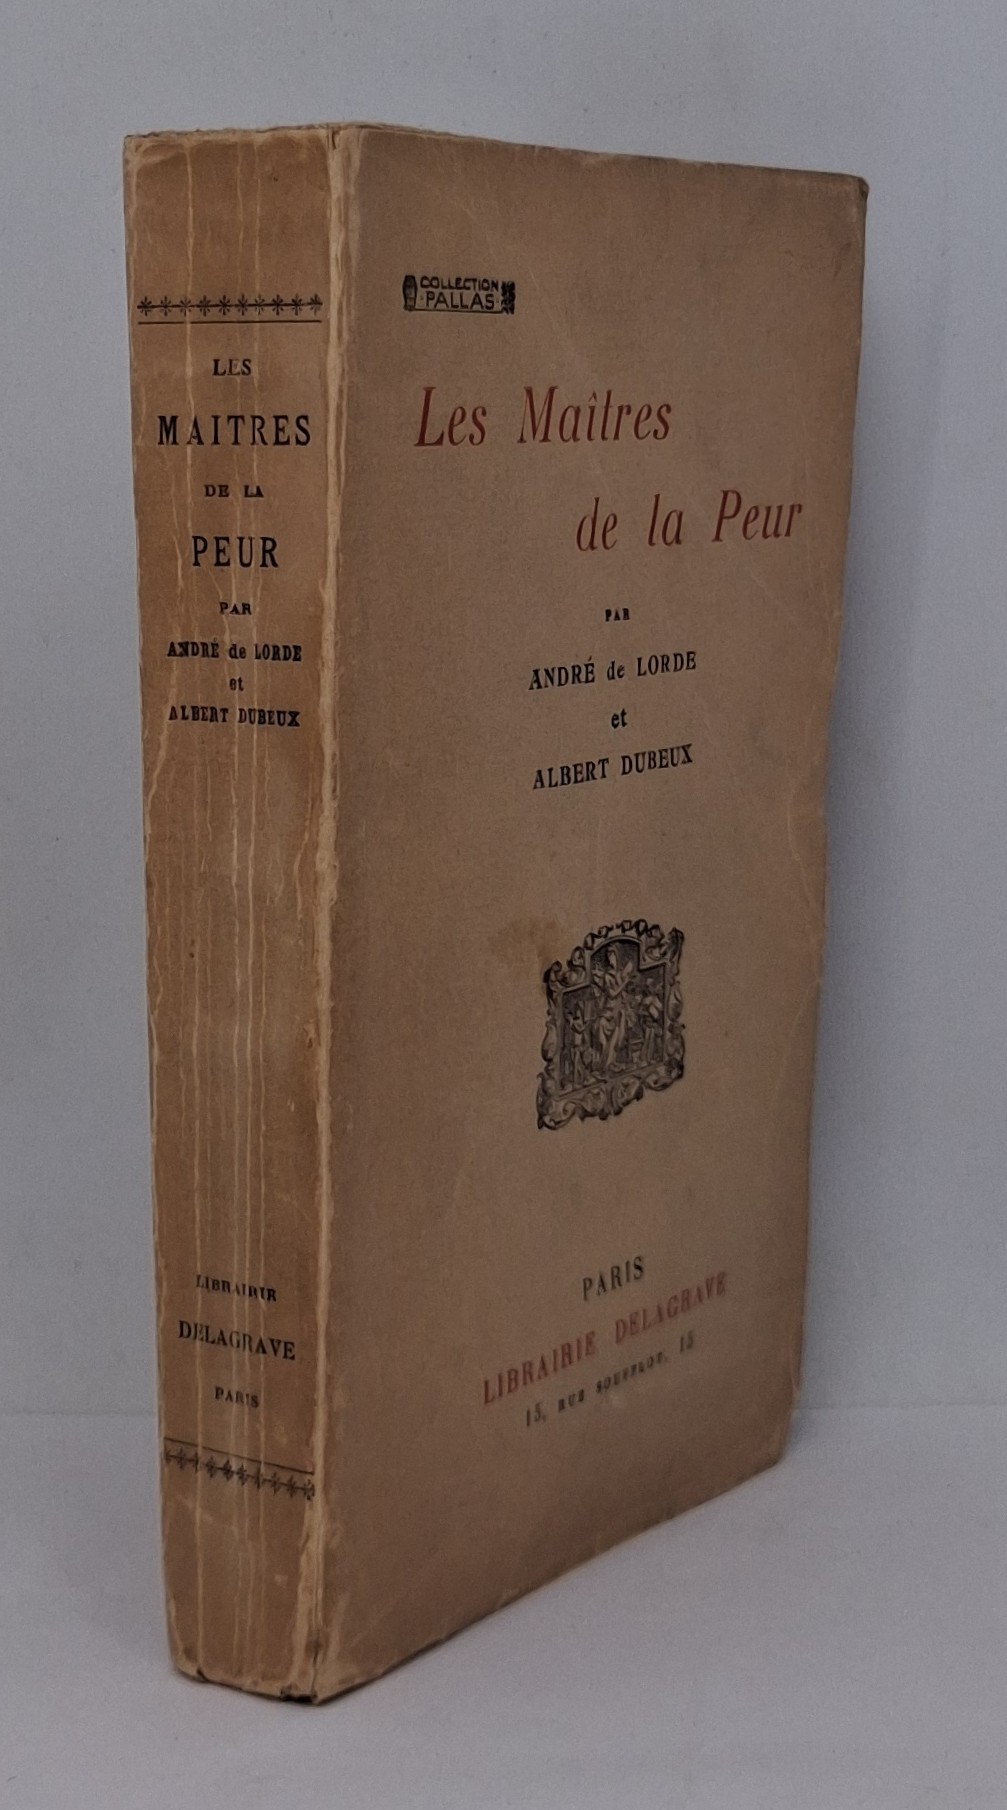 LES
MAITRES
DE LA
PEUR
PAR
ANDRÉ de LORDE
et
ALBERT DUBEUX
LIBRAIRIE
DELAGRAVE
PARIS
COLLECTION
PALLAS
Les Maîtres
de la Peur
PAR
ANDRÉ de LORDE
et
ALBERT DUBEUX
PARIS
LIBRAIRIE DELAGRAVE
15, RUE SOUFFLOT, 15